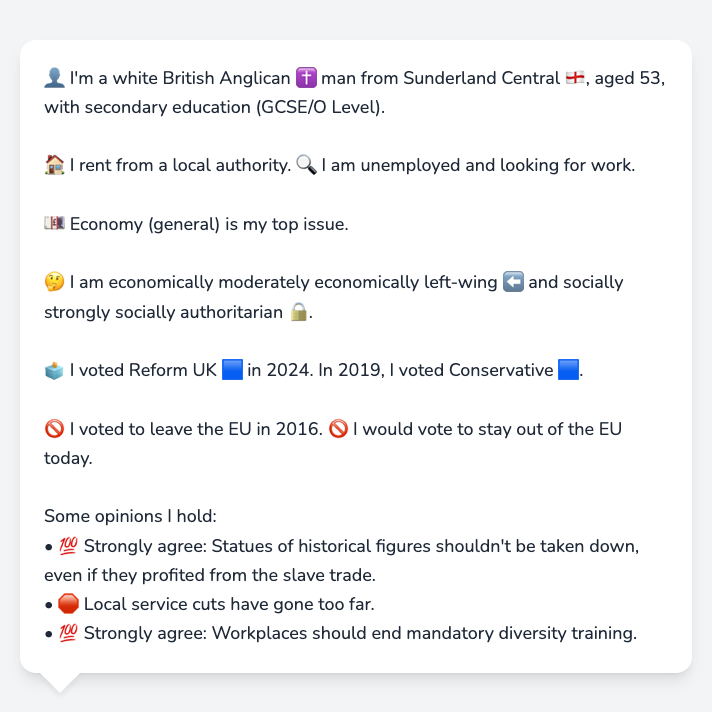 👤 I'm a white British Anglican ✝️ man from Sunderland Central 🏴󠁧󠁢󠁥󠁮󠁧󠁿, aged 53,
with secondary education (GCSE/O Level).
🏠 I rent from a local authority. 🔍 I am unemployed and looking for work.
💷 Economy (general) is my top issue.
🤔 I am economically moderately economically left-wing ⬅️ and socially
strongly socially authoritarian 🔒.
🗳️ I voted Reform UK 🟦 in 2024. In 2019, I voted Conservative 🟦.
🚫 I voted to leave the EU in 2016. 🚫 I would vote to stay out of the EU
today.
Some opinions I hold:
• 💯 Strongly agree: Statues of historical figures shouldn't be taken down,
even if they profited from the slave trade.
• 🛑 Local service cuts have gone too far.
• 💯 Strongly agree: Workplaces should end mandatory diversity training.